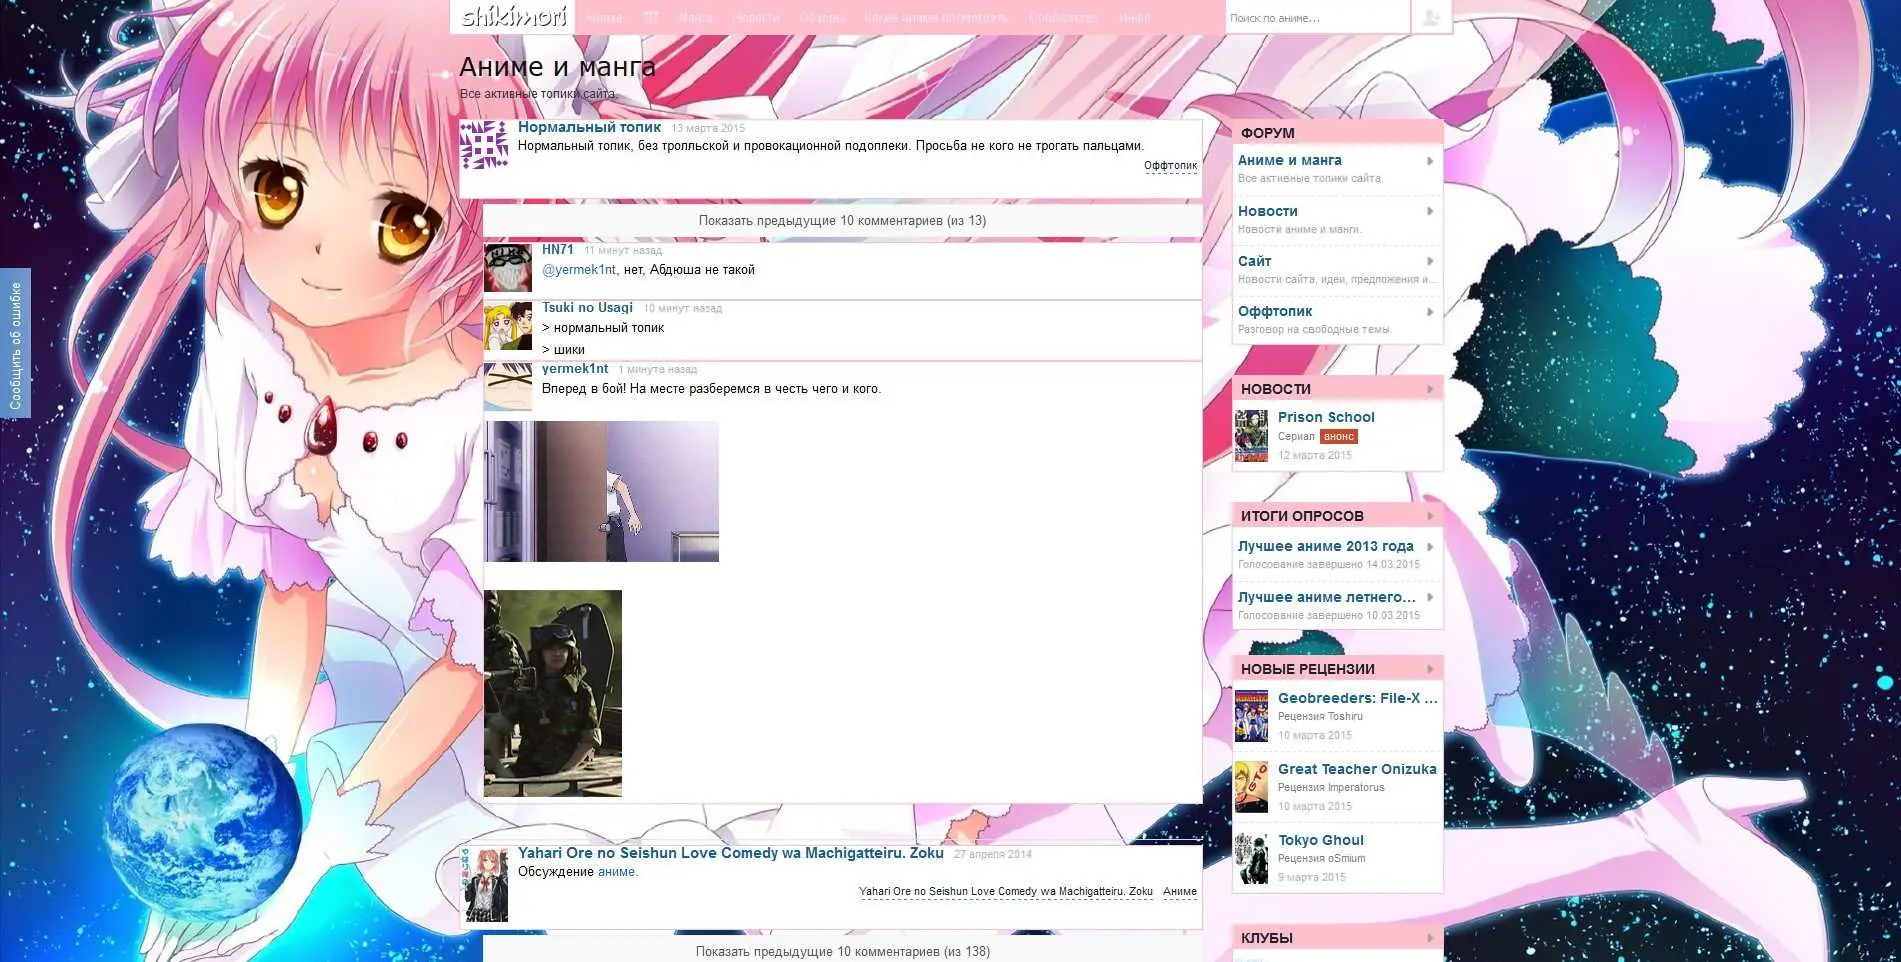 shikimori
Аниме Манга Новости Обзоры Какие аниме посмотреть Сообщество Инфо
Поиск по аниме...
Аниме и манга
Все активные топики сайта.
Сообщить об ошибке
Нормальный топик 13 марта 2015
Нормальный топик, без тролльской и провокационной подоплеки. Просьба не кого не трогать пальцами.
Оффтопик
Показать предыдущие 10 комментариев (из 13)
HN71 11 минут назад
@yermek1nt, нет, Абдюша не такой
Tsuki no Usagi 10 минут назад
> нормальный топик
> шики
yermek1nt 1 минута назад
Вперед в бой! На месте разберемся в честь чего и кого.
Yahari Ore no Seishun Love Comedy wa Machigatteiru. Zoku 27 апреля 2014
Обсуждение аниме.
Yahari Ore no Seishun Love Comedy wa Machigatteiru. Zoku Аниме
Показать предыдущие 10 комментариев (из 138)
ФОРУМ
Аниме и манга
Все активные топики сайта.
Новости
Новости аниме и манги.
Сайт
Новости сайта, идеи, предложения и...
Оффтопик
Разговор на свободные темы.
НОВОСТИ
Prison School
Сериал анонс
12 марта 2015
ИТОГИ ОПРОСОВ
Лучшее аниме 2013 года
Голосование завершено 14.03.2015
Лучшее аниме летнего...
Голосование завершено 10.03.2015
НОВЫЕ РЕЦЕНЗИИ
Geobreeders: File-X ...
Рецензия Toshiru
10 марта 2015
GTO
Great Teacher Onizuka
Рецензия Imperatorus
10 марта 2015
Tokyo Ghoul
Рецензия oSmium
9 марта 2015
КЛУБЫ